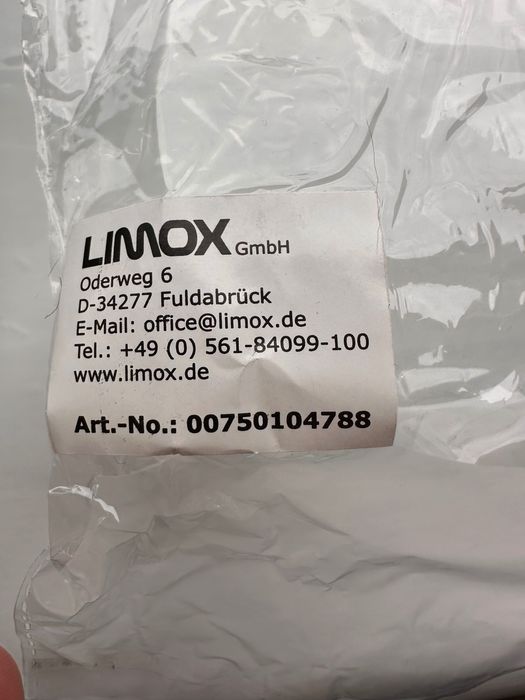 LIMOX GmbH
Oderweg 6
D-34277 Fuldabrück
E-Mail: office@limox.de
Tel.: +49 (0) 561-84099-100
www.limox.de
Art.-No.: 00750104788